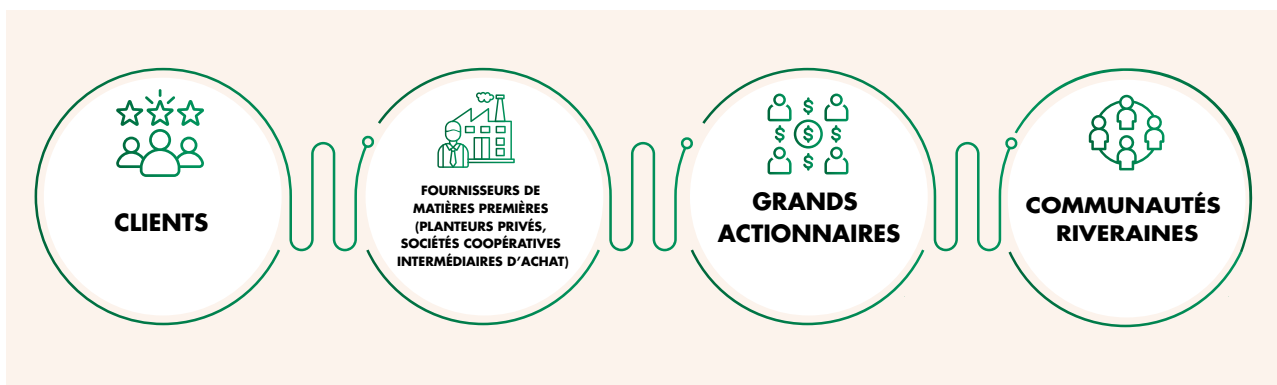 CLIENTS
FOURNISSEURS DE
MATIÈRES PREMIÈRES
(PLANTEURS PRIVÉS,
SOCIÉTÉS COOPÉRATIVES
INTERMÉDIAIRES D'ACHAT)
GRANDS
ACTIONNAIRES
COMMUNAUTÉS
RIVERAINES